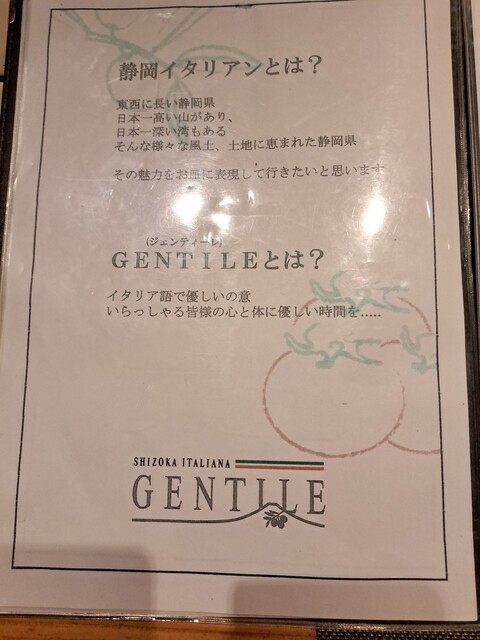 静岡イタリアンとは？
東西に長い静岡県
日本一高い山があり、
日本一深い湾もある
そんな様々な風土、土地に恵まれた静岡県
その魅力をお皿に表現して行きたいと思います
(ジェンティーレ)
ＧＥＮＴＩＬＥとは？
イタリア語で優しいの意
いらっしゃる皆様の心と体に優しい時間を.....
SHIZOKA ITALIANA
GENTILE